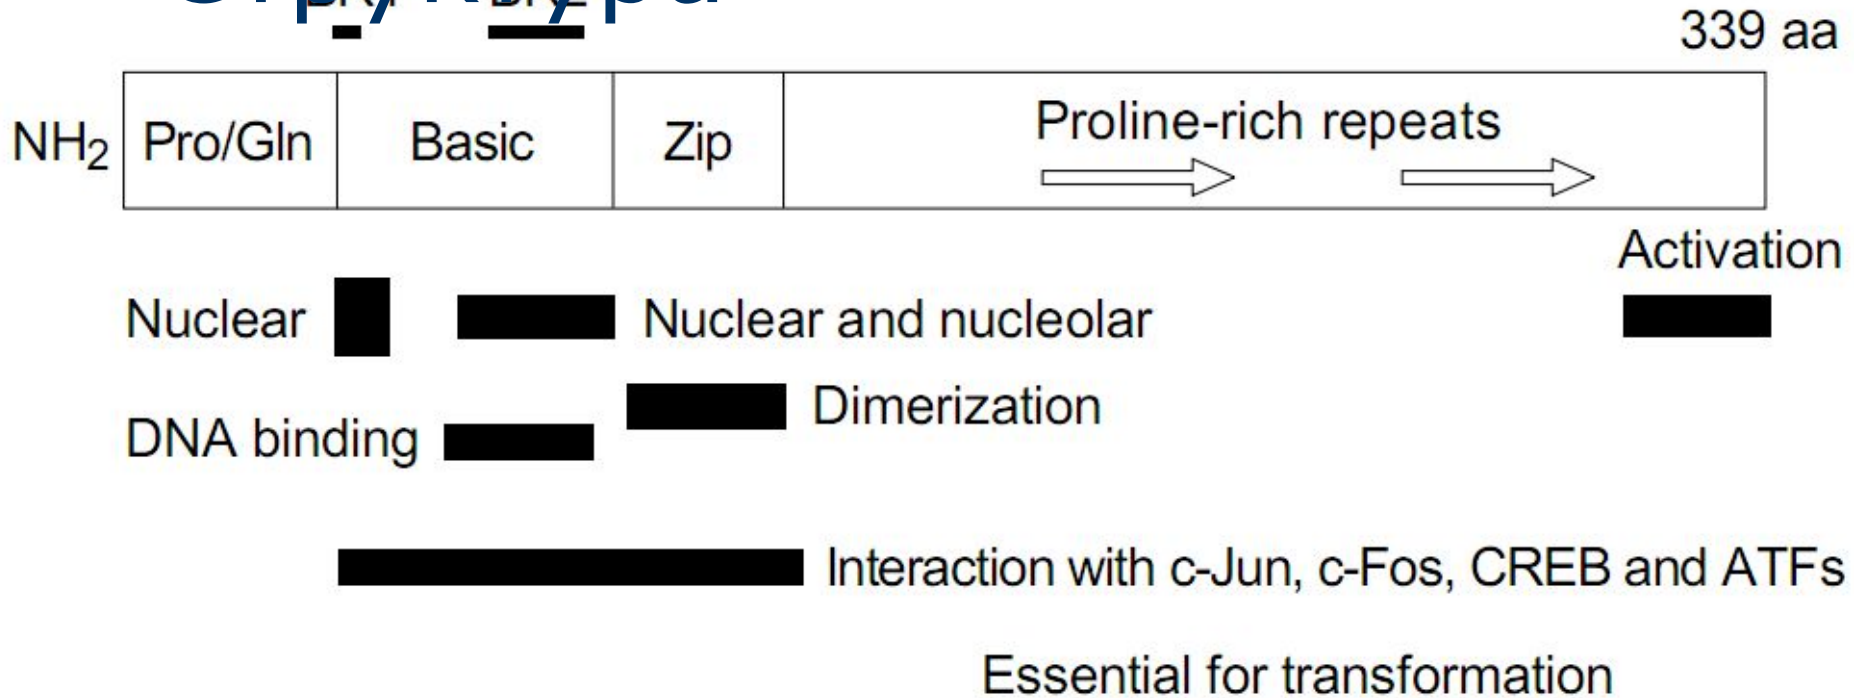 339 aa
NH₂ Pro/Gln Basic Zip Proline-rich repeats
Activation
Nuclear Nuclear and nucleolar
Dimerization
DNA binding
Interaction with c-Jun, c-Fos, CREB and ATFs
Essential for transformation